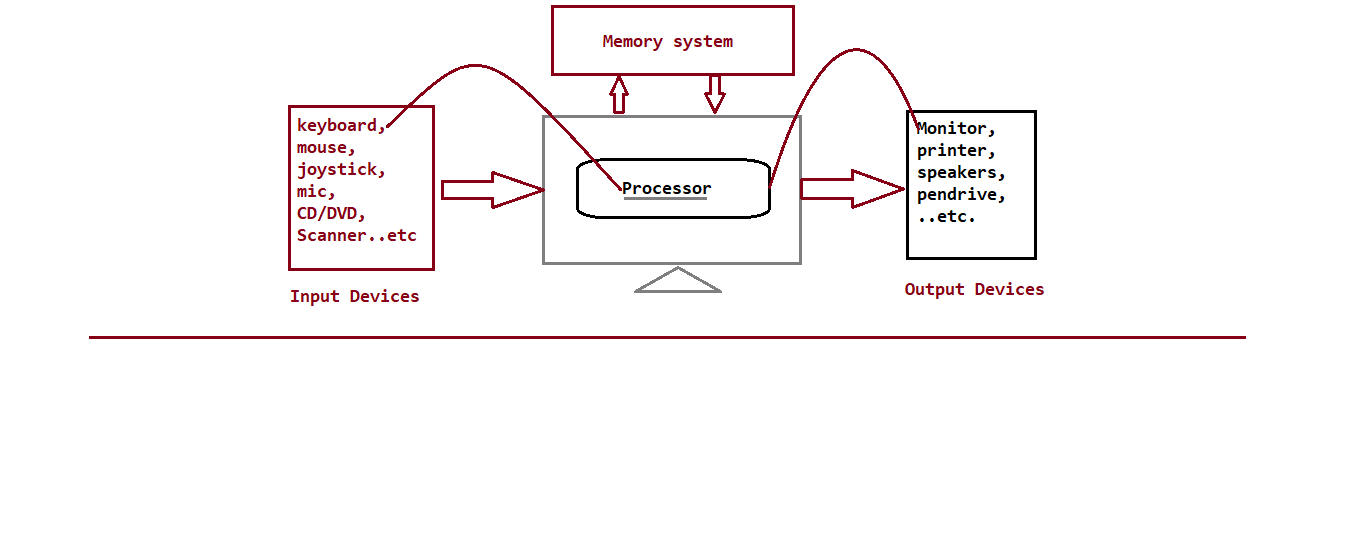 Memory system
keyboard,
mouse,
joystick,
mic,
CD/DVD,
Scanner..etc
Input Devices
Processor
Monitor,
printer,
speakers,
pendrive,
..etc.
Output Devices